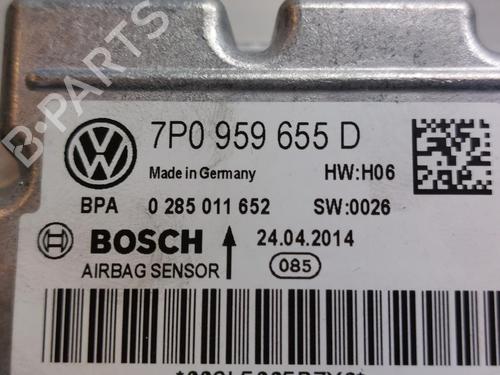 B-PARTS
7P0 959 655 D
Made in Germany HW:H06
BPA 0 285 011 652 SW:0026
BOSCH 24.04.2014
AIRBAG SENSOR 085